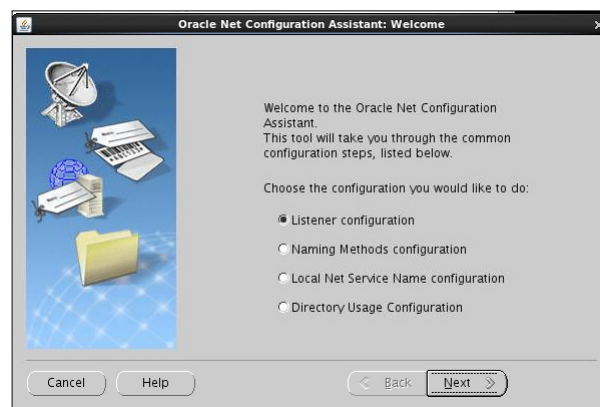 Oracle Net Configuration Assistant: Welcome
Welcome to the Oracle Net Configuration
Assistant.
This tool will take you through the common
configuration steps, listed below.
Choose the configuration you would like to do:
Listener configuration
Naming Methods configuration
Local Net Service Name configuration
Directory Usage Configuration
Cancel
Help
Back
Next